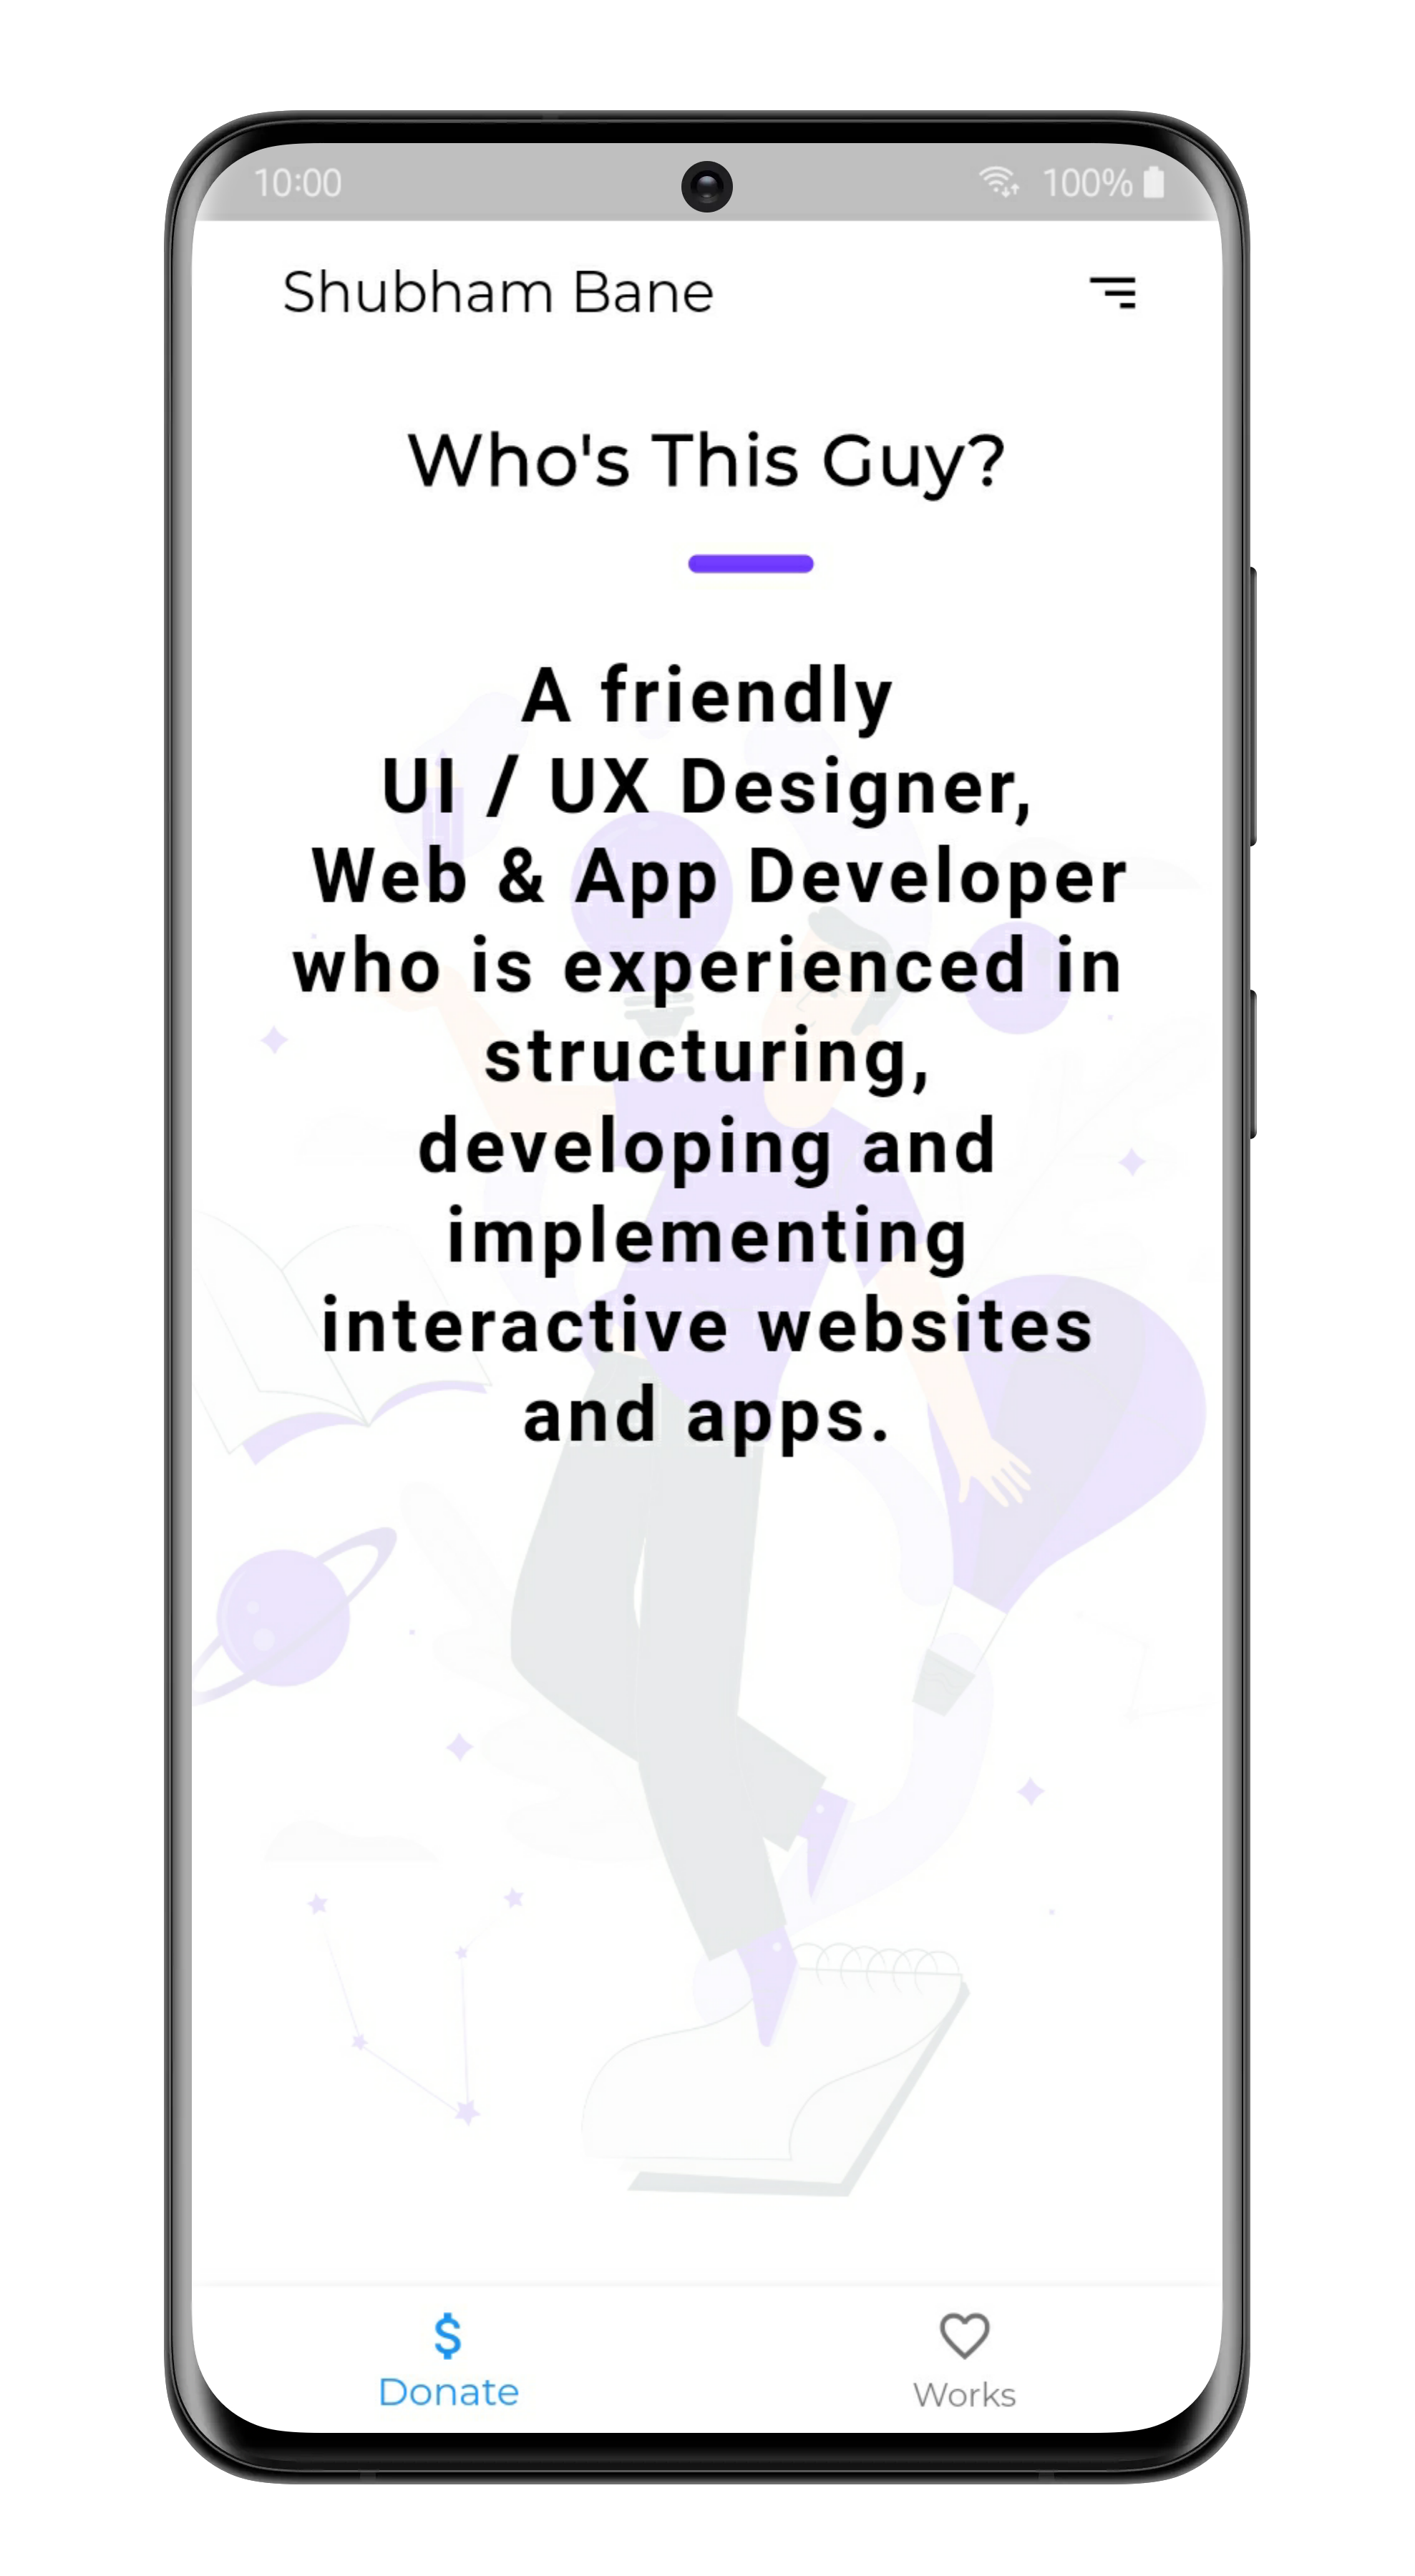 10:00 100%
Shubham Bane
Who's This Guy?
A friendly
UI / UX Designer,
Web & App Developer
who is experienced in
structuring,
developing and
implementing
interactive websites
and apps.
$
Donate
Works